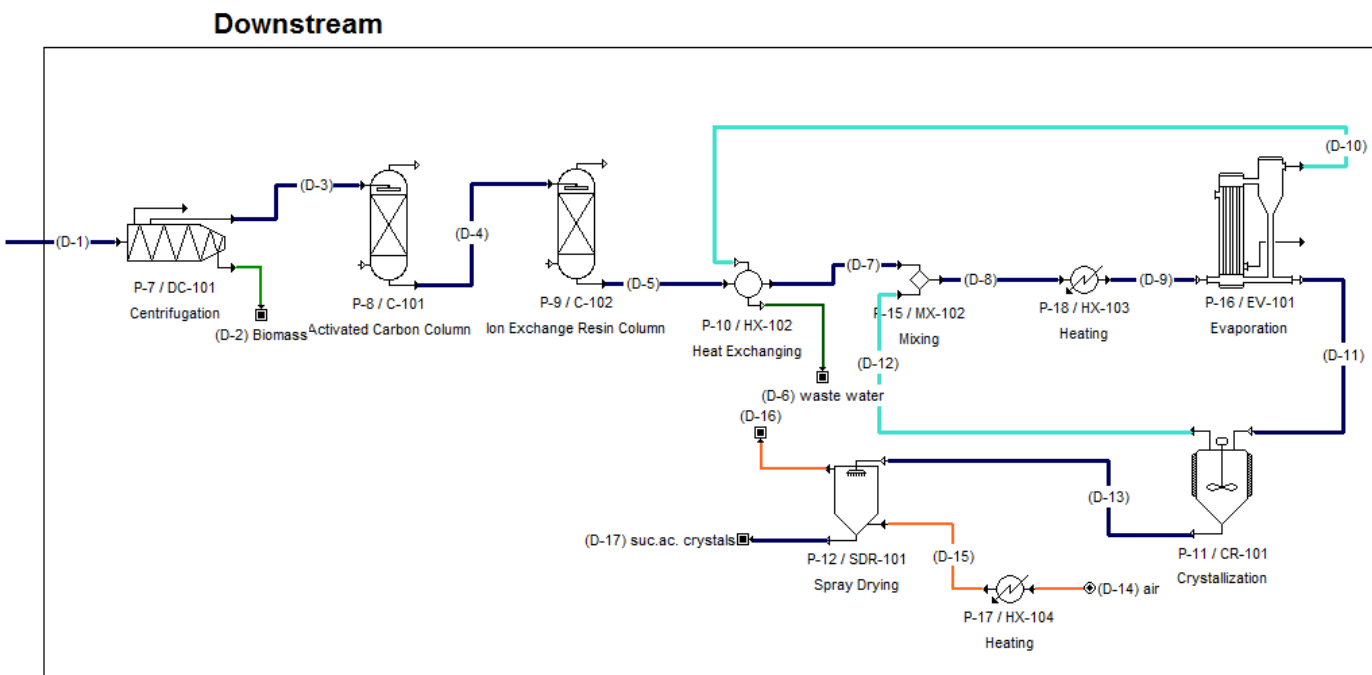 Downstream
(D-1)
P-7 / DC-101
Centrifugation
(D-2) Biomass
(D-3)
P-8 / C-101
Activated Carbon Column
(D-4)
P-9 / C-102
Ion Exchange Resin Column
(D-5)
P-10 / HX-102
Heat Exchanging
(D-6) waste water
(D-7)
P-15 / MX-102
Mixing
(D-8)
P-18 / HX-103
Heating
(D-9)
P-16 / EV-101
Evaporation
(D-10)
(D-11)
(D-12)
P-11 / CR-101
Crystallization
(D-13)
(D-16)
P-12 / SDR-101
Spray Drying
(D-17) suc.ac. crystals
(D-15)
P-17 / HX-104
Heating
(D-14) air